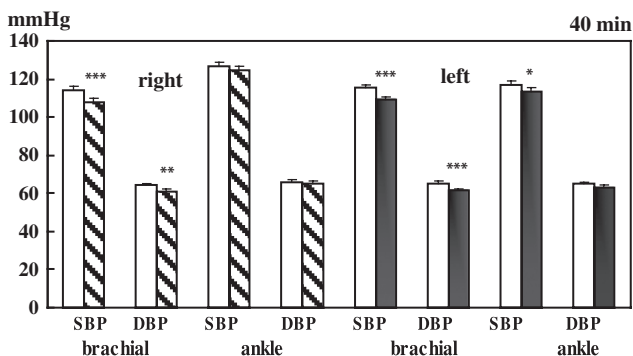 mmHg 40 min
140
120
100
80
60
40
20
0
*** right *** left *
** ***
SBP DBP SBP DBP SBP DBP SBP DBP
brachial ankle brachial ankle